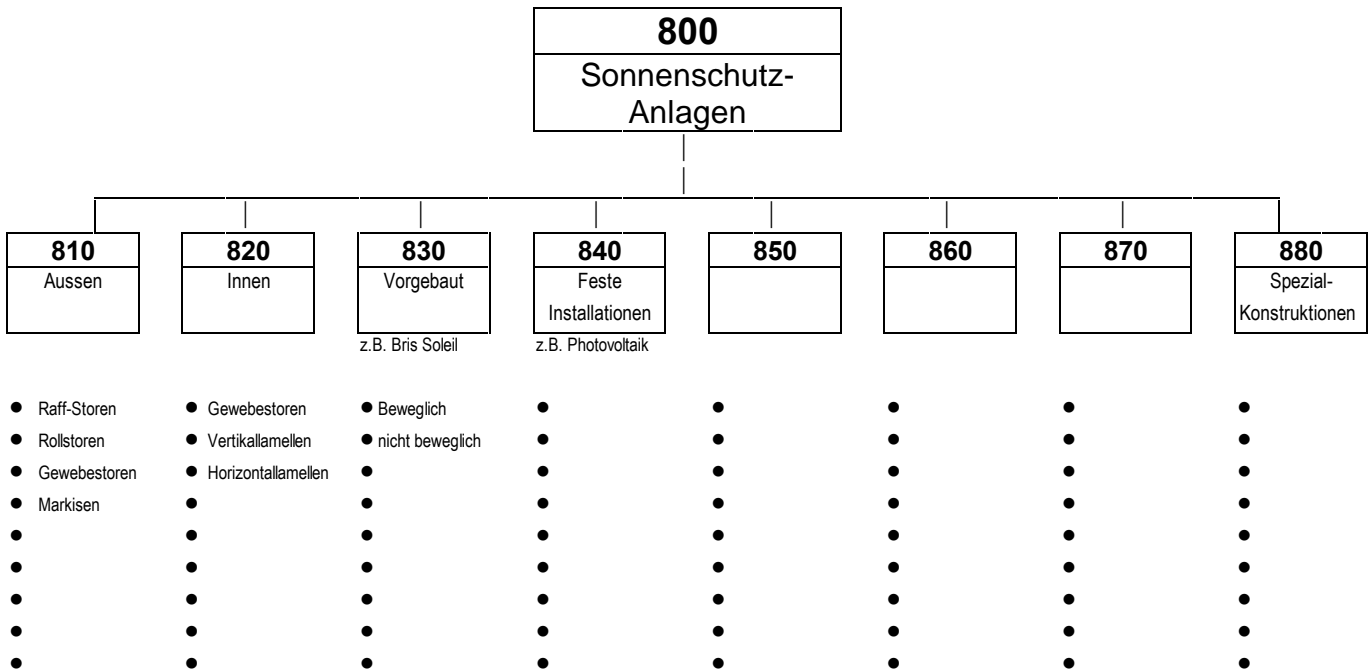 800
Sonnenschutz-
Anlagen
810
Aussen
820
Innen
830
Vorgebaut
z.B. Bris Soleil
840
Feste
Installationen
z.B. Photovoltaik
850
860
870
880
Spezial-
Konstruktionen
● Raff-Storen
● Rollstoren
● Gewebestoren
● Markisen
● Gewebestoren
● Vertikallamellen
● Horizontallamellen
● Beweglich
● nicht beweglich